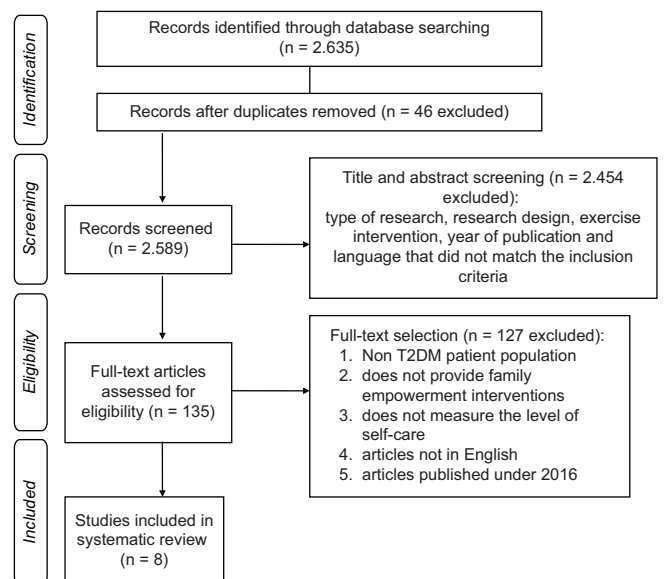 Identification
Records identified through database searching
(n = 2.635)
Records after duplicates removed (n = 46 excluded)
Screening
Records screened
(n = 2.589)
Title and abstract screening (n = 2.454
excluded):
type of research, research design, exercise
intervention, year of publication and
language that did not match the inclusion
criteria
Eligibility
Full-text articles
assessed for
eligibility (n = 135)
Full-text selection (n = 127 excluded):
1. Non T2DM patient population
2. does not provide family
empowerment interventions
3. does not measure the level of
self-care
4. articles not in English
5. articles published under 2016
Included
Studies included in
systematic review
(n = 8)